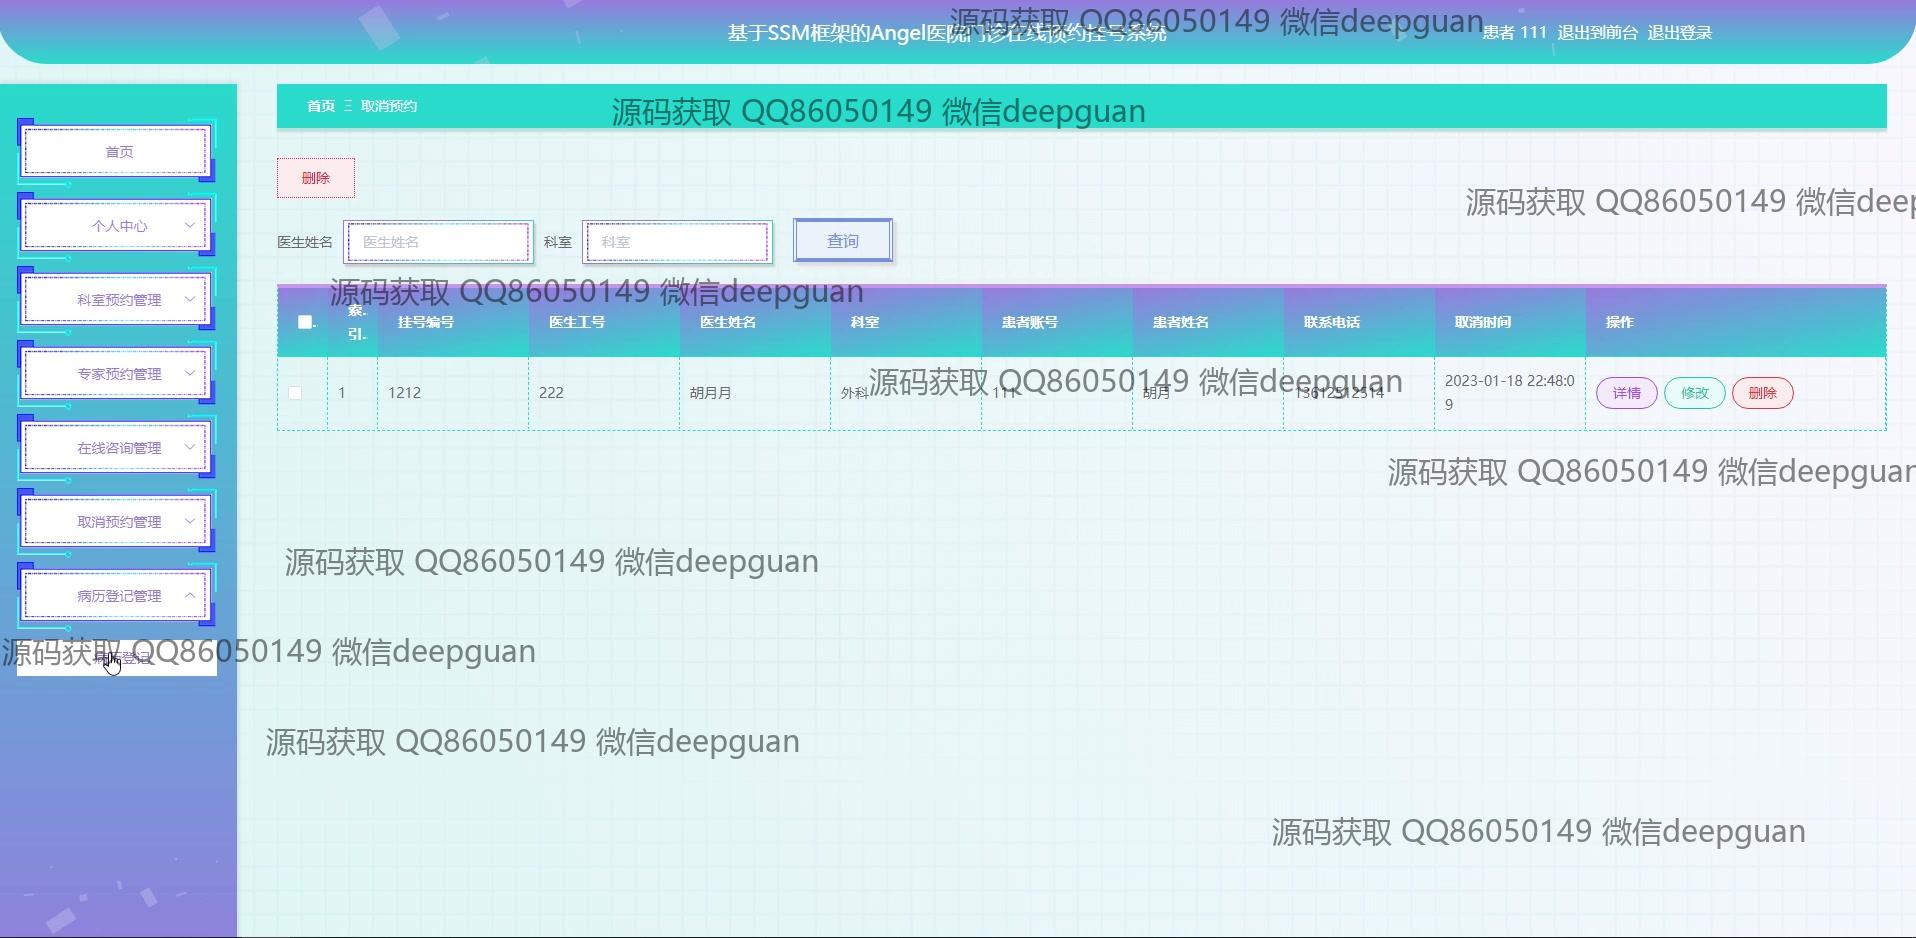 基于SSM框架的Angel医院门诊在线预约挂号系统
源码获取 QQ86050149 微信deepguan
患者 111 退出到前台 退出登录
首页 三 取消预约
源码获取 QQ86050149 微信deepguan
首页
删除
源码获取 QQ86050149 微信deep
个人中心
医生姓名 医生姓名 科室 科室 查询
源码获取 QQ86050149 微信deepguan
科室预约管理
索. 引. 挂号编号 医生工号 医生姓名 科室 患者账号 患者姓名 联系电话 取消时间 操作
专家预约管理
1 1212 222 胡月月 外科 111 胡月 13612512514 2023-01-18 22:48:09 详情 修改 删除
源码获取 QQ86050149 微信deepguan
在线咨询管理
源码获取 QQ86050149 微信deepguan
取消预约管理
源码获取 QQ86050149 微信deepguan
病历登记管理
病历登记
源码获取 QQ86050149 微信deepguan
源码获取 QQ86050149 微信deepguan
源码获取 QQ86050149 微信deepguan